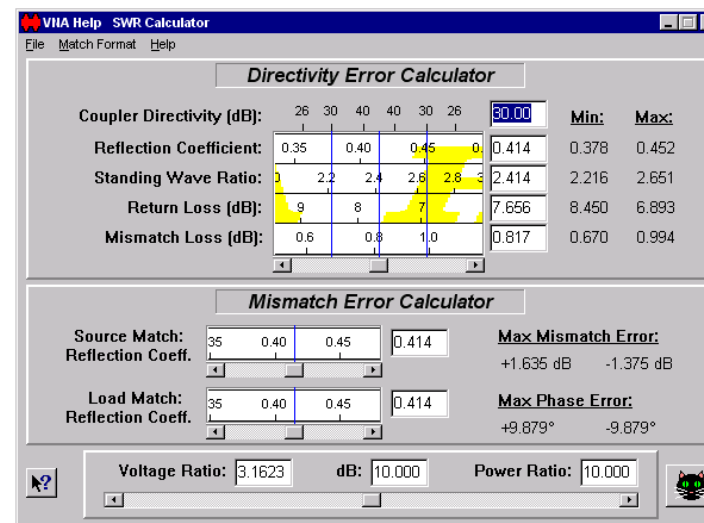 VNA Help SWR Calculator
File Match Format Help
Directivity Error Calculator
Coupler Directivity (dB): 26 30 40 40 30 26 30.00 Min: Max:
Reflection Coefficient: 0.35 0.40 0.45 0. 0.414 0.378 0.452
Standing Wave Ratio: 2.2 2.4 2.6 2.8 3 2.414 2.216 2.651
Return Loss (dB): 9 8 7 7.656 8.450 6.893
Mismatch Loss (dB): 0.6 0.8 1.0 0.817 0.670 0.994
Mismatch Error Calculator
Source Match: Reflection Coeff. 35 0.40 0.45 0.414 Max Mismatch Error:
+1.635 dB -1.375 dB
Load Match: Reflection Coeff. 35 0.40 0.45 0.414 Max Phase Error:
+9.879° -9.879°
Voltage Ratio: 3.1623 dB: 10.000 Power Ratio: 10.000
?